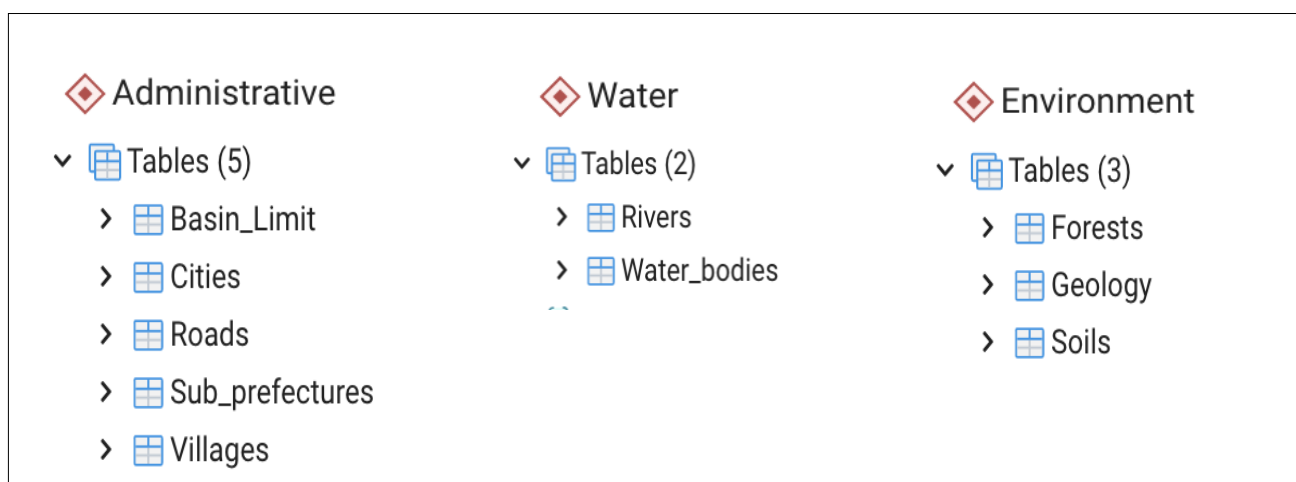 Administrative
Tables (5)
Basin_Limit
Cities
Roads
Sub_prefectures
Villages
Water
Tables (2)
Rivers
Water_bodies
Environment
Tables (3)
Forests
Geology
Soils